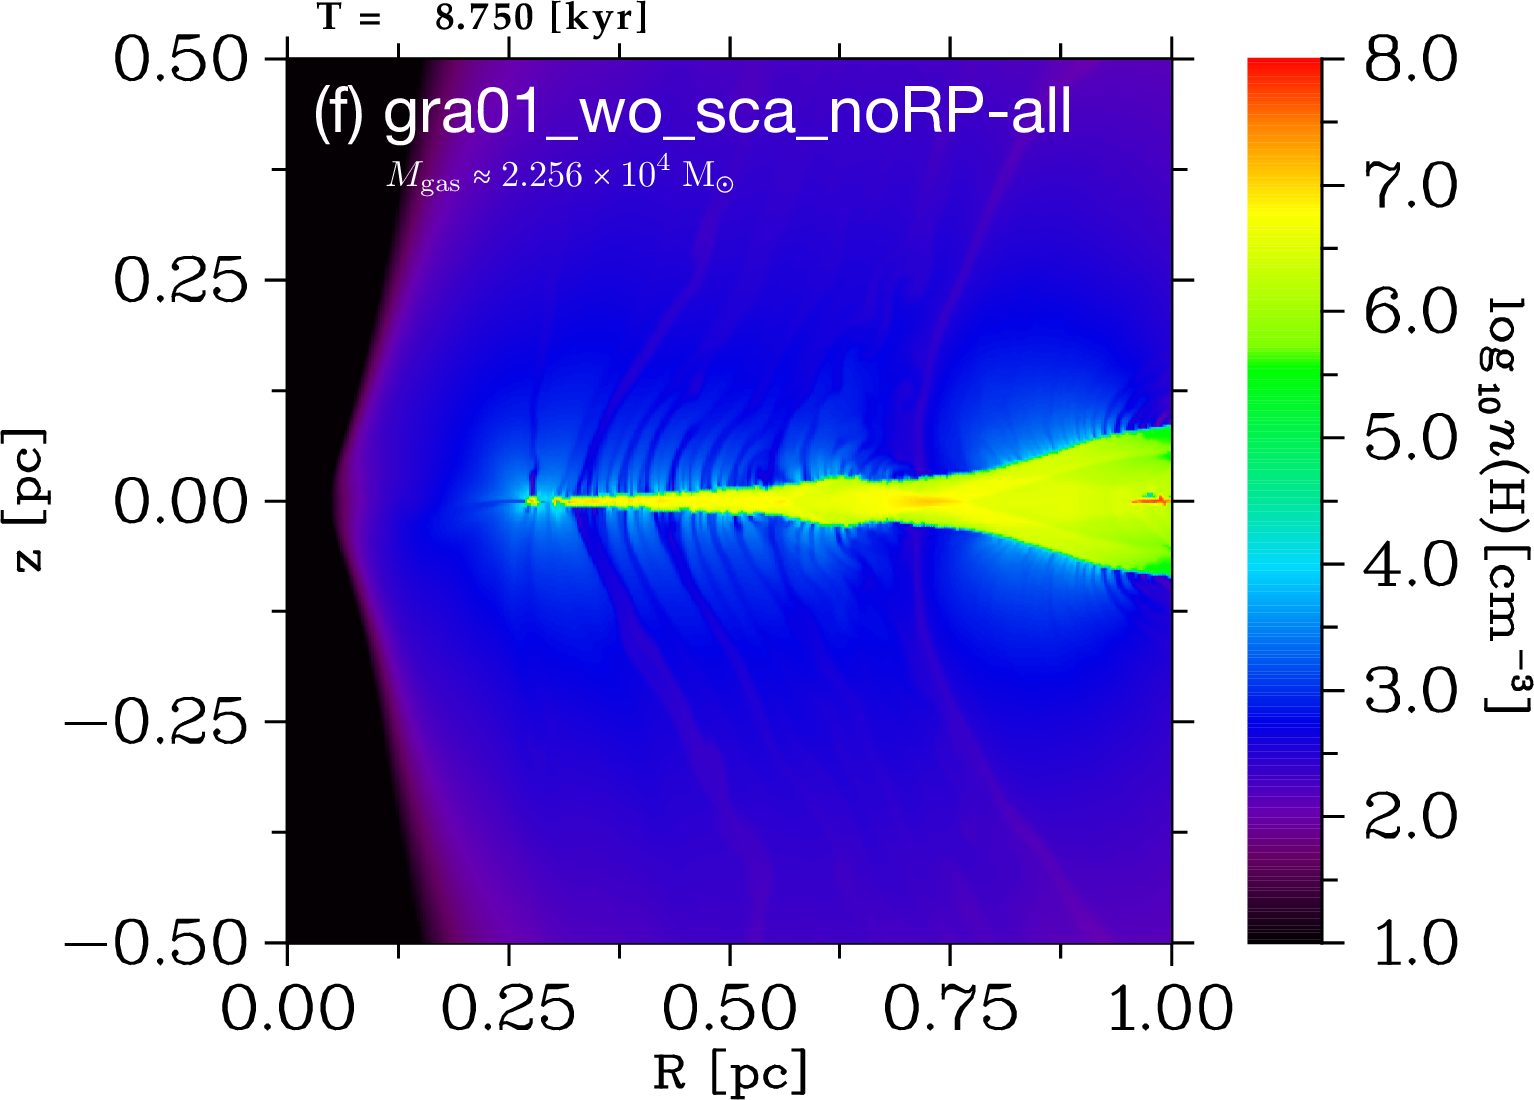 T = 8.750 [kyr]
(f) gra01_wo_sca_noRP-all
M_gas ≈ 2.256 × 10^4 M_⊙
0.50
0.25
0.00
−0.25
−0.50
z [pc]
0.00 0.25 0.50 0.75 1.00
R [pc]
8.0
7.0
6.0
5.0
4.0
3.0
2.0
1.0
log_10 n(H) [cm^−3]